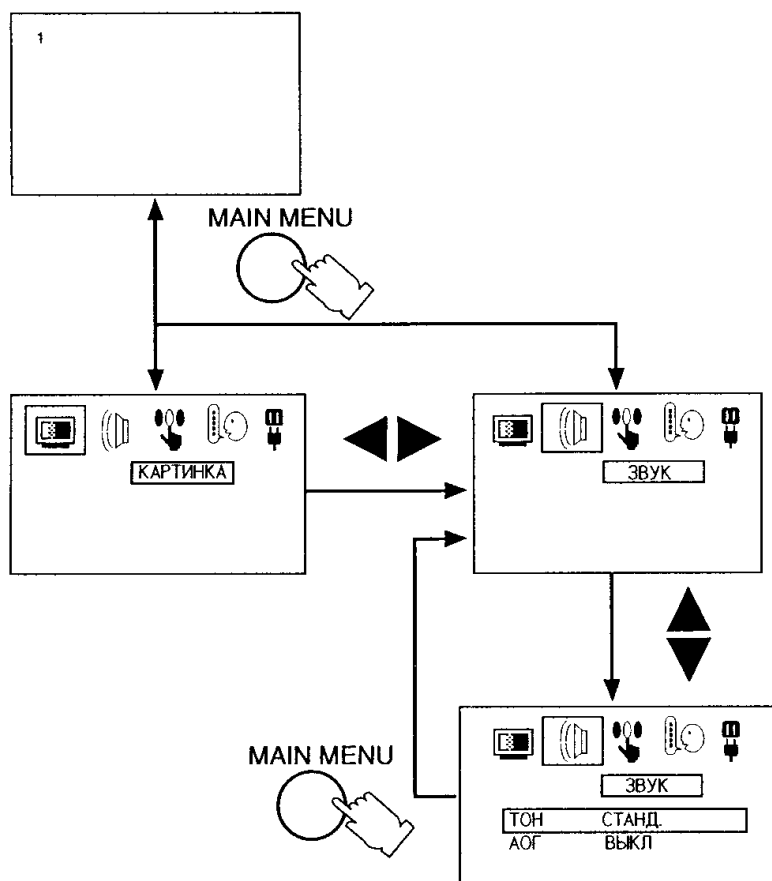 1
MAIN MENU
КАРТИНКА
ЗВУК
MAIN MENU
ЗВУК
ТОН СТАНД.
АОГ ВЫКЛ